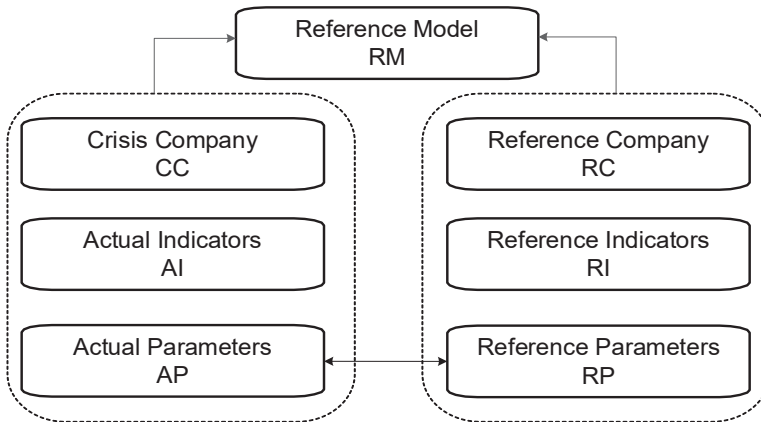 Reference Model
RM
Crisis Company
CC
Actual Indicators
AI
Actual Parameters
AP
Reference Company
RC
Reference Indicators
RI
Reference Parameters
RP